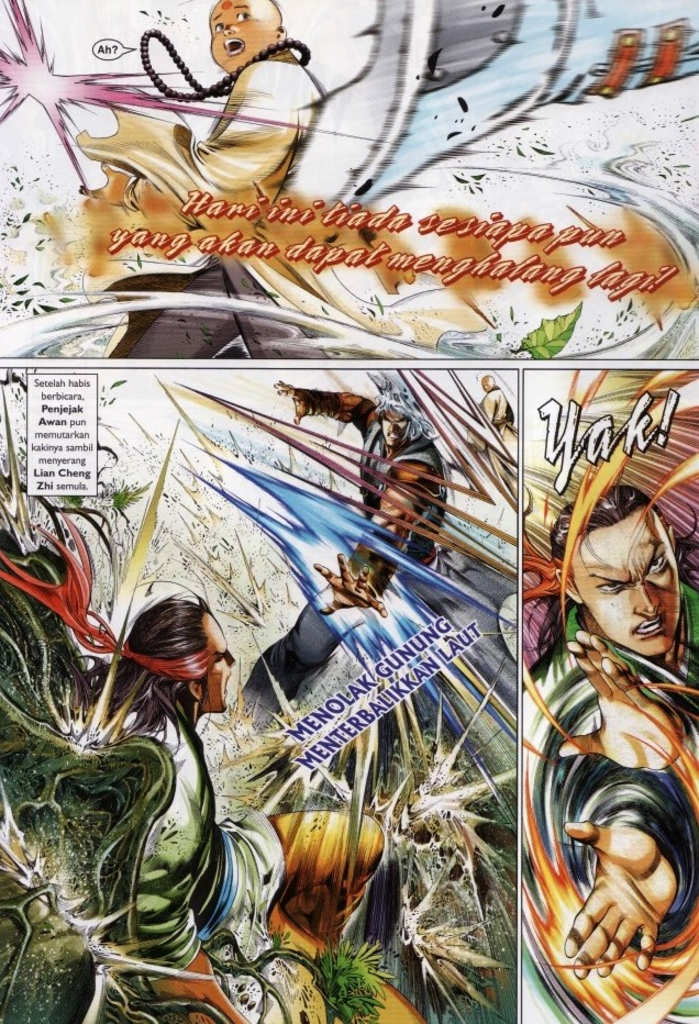 Ah?
Hari ini tiada sesiapa pun
yang akan dapat menghalang lagi!
Setelah habis
berbicara,
Penjejak
Awan pun
memutarkan
kakinya sambil
menyerang
Lian Cheng
Zhi semula.
MENOLAK GUNUNG
MENTERBALIKKAN LAUT
Yak!